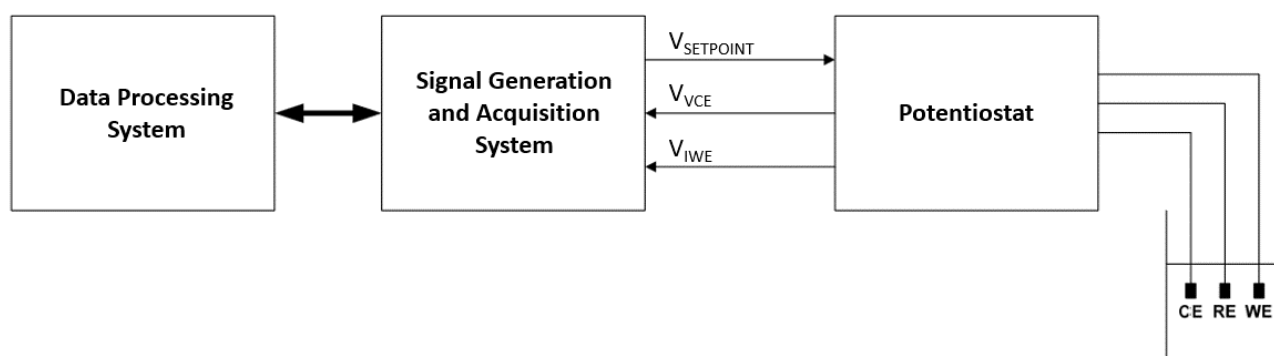 Data Processing
System
Signal Generation
and Acquisition
System
VSETPOINT
VVCE
VIWE
Potentiostat
CE RE WE